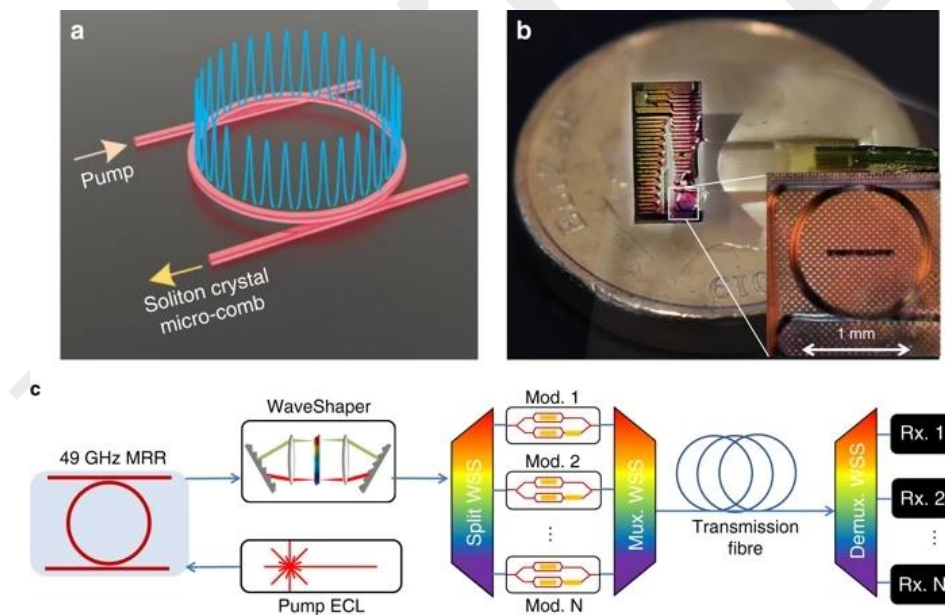 a
Pump
Soliton crystal
micro-comb
b
1 mm
c
49 GHz MRR
WaveShaper
Pump ECL
Split WSS
Mod. 1
Mod. 2
⋮
Mod. N
Mux. WSS
Transmission
fibre
Demux. WSS
Rx. 1
Rx. 2
⋮
Rx. N